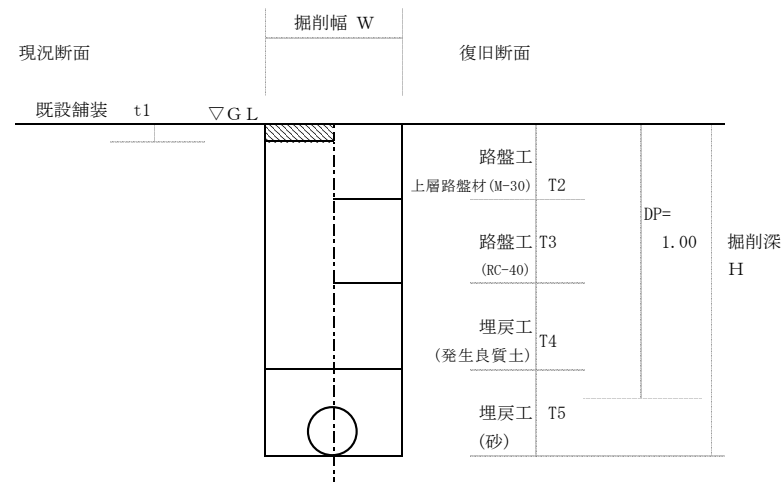 掘削幅 W
現況断面
復旧断面
既設舗装 t1 ▽GL
路盤工
上層路盤材(M-30) T2
DP=
1.00
路盤工 T3
(RC-40)
掘削深
H
埋戻工
T4
(発生良質土)
埋戻工 T5
(砂)